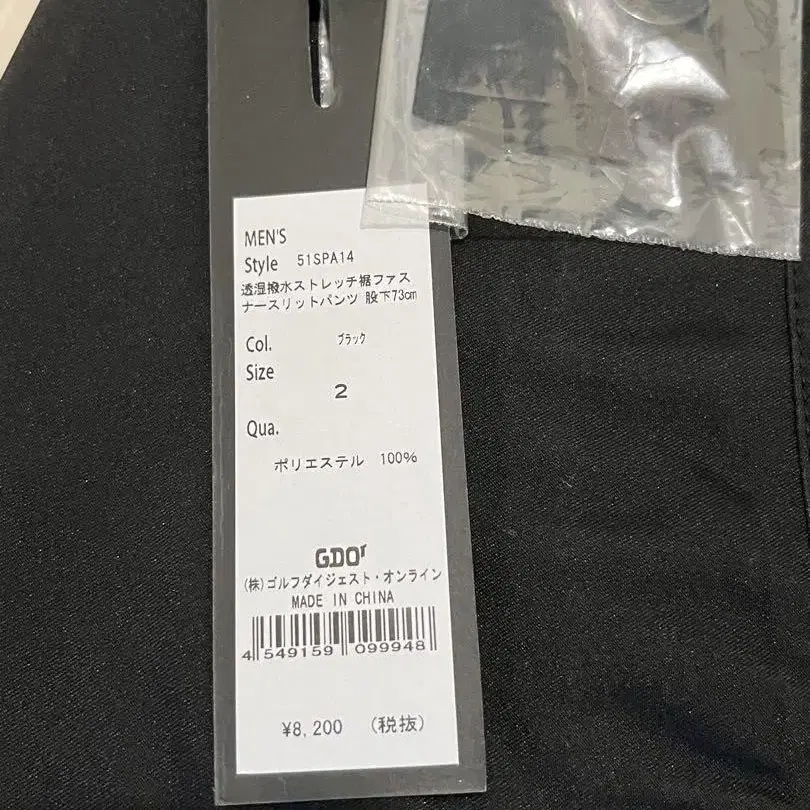 MEN'S
Style 51SPA14
透湿撥水ストレッチ裾ファス
ナースリットパンツ 股下73cm
Col. ブラック
Size
2
Qua.
ポリエステル 100%
GDOr
(株)ゴルフダイジェスト・オンライン
MADE IN CHINA
4 549159 099948
¥8,200 (税抜)